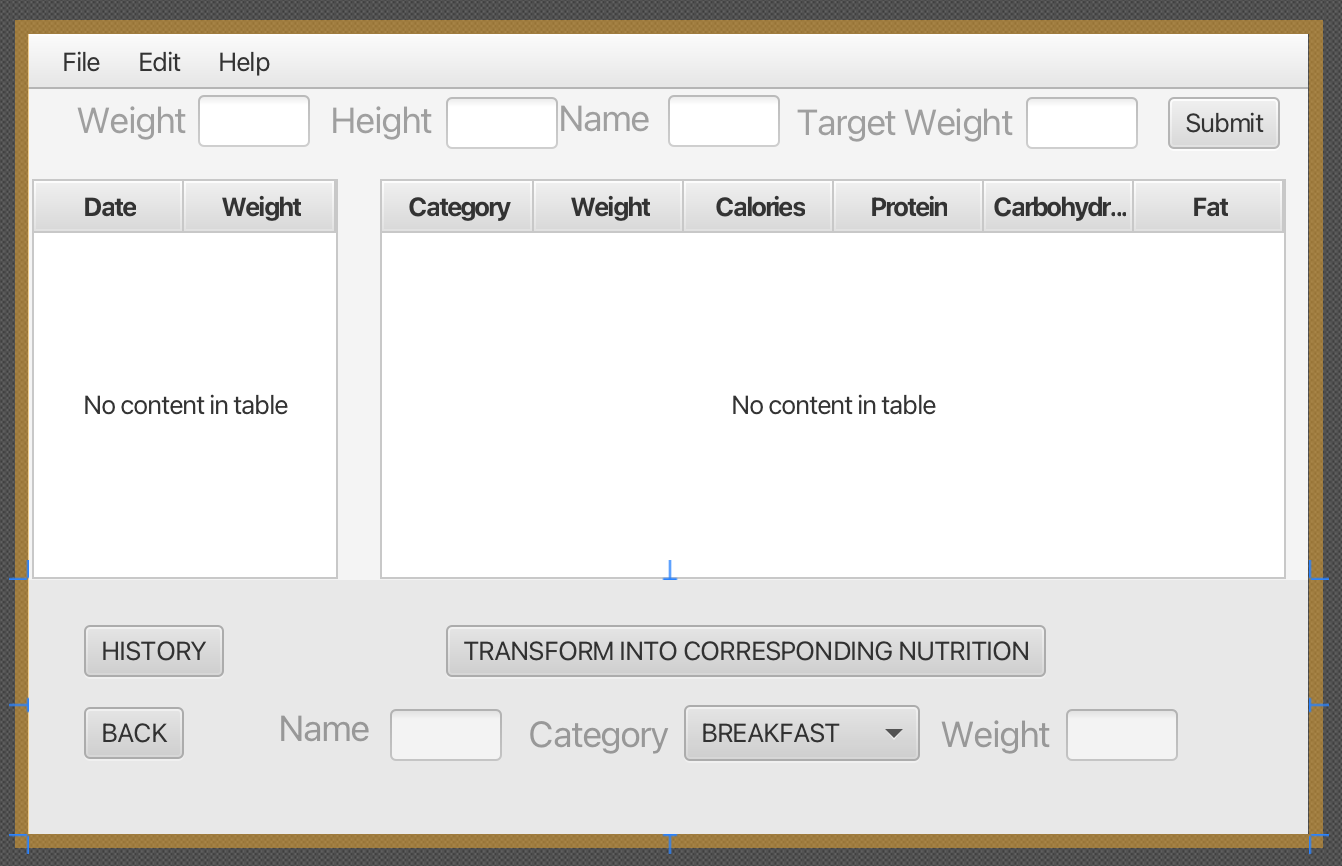 File Edit Help
Weight Height Name Target Weight Submit
Date Weight Category Weight Calories Protein Carbohydr... Fat
No content in table No content in table
HISTORY TRANSFORM INTO CORRESPONDING NUTRITION
BACK Name Category BREAKFAST Weight